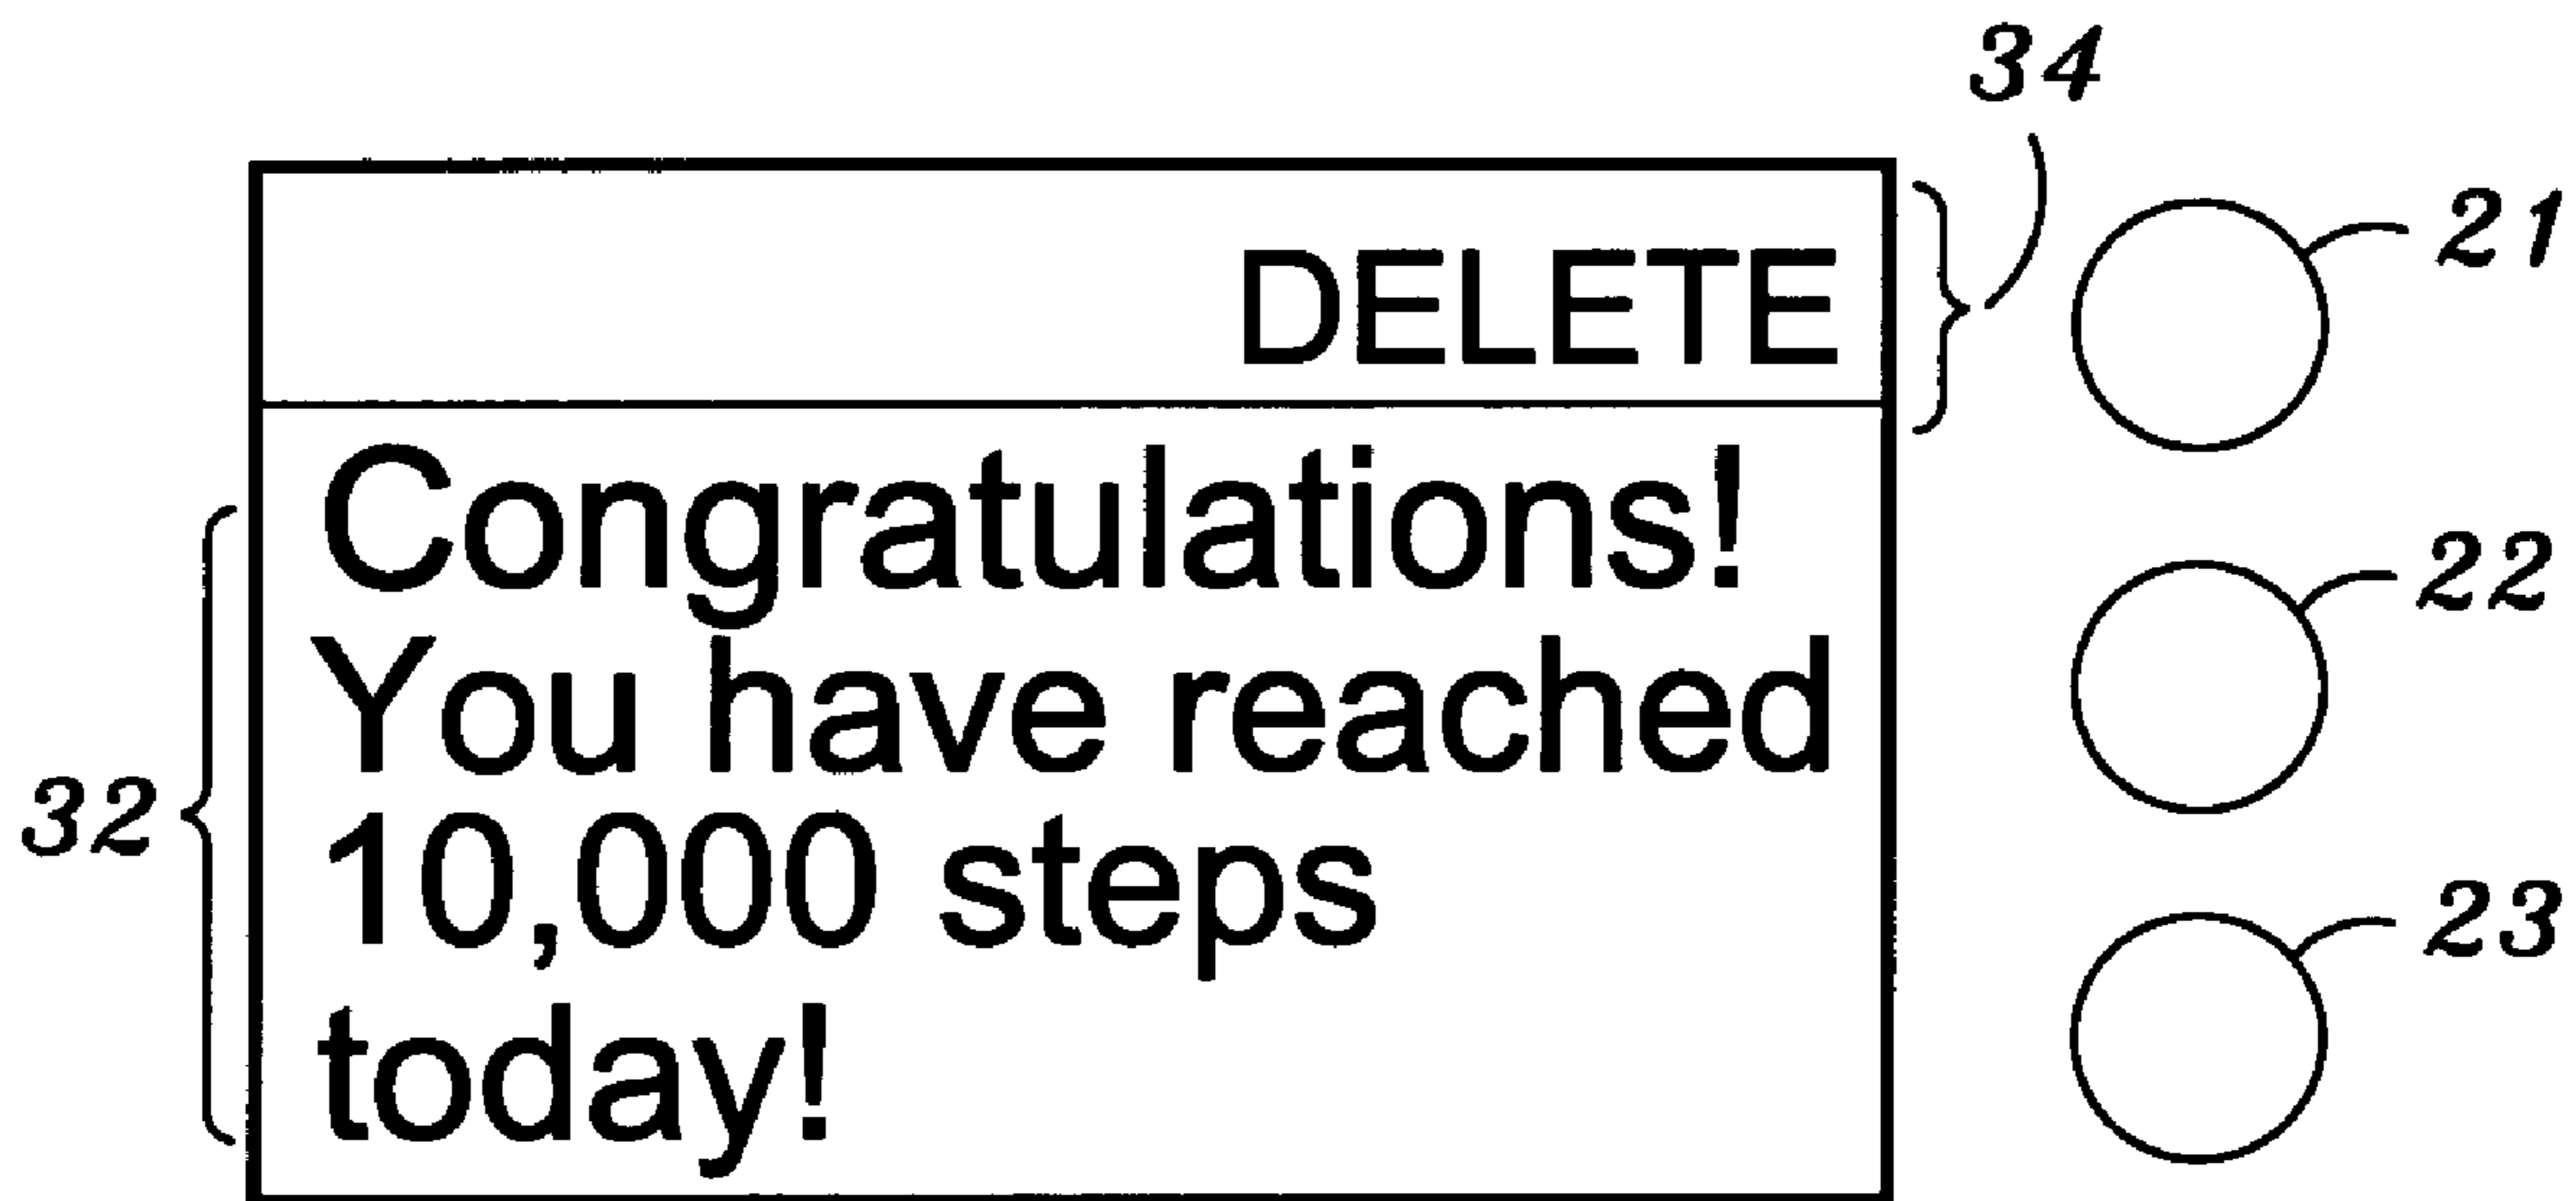 34
21
DELETE
Congratulations!
22
You have reached
32
10,000 steps
23
today!